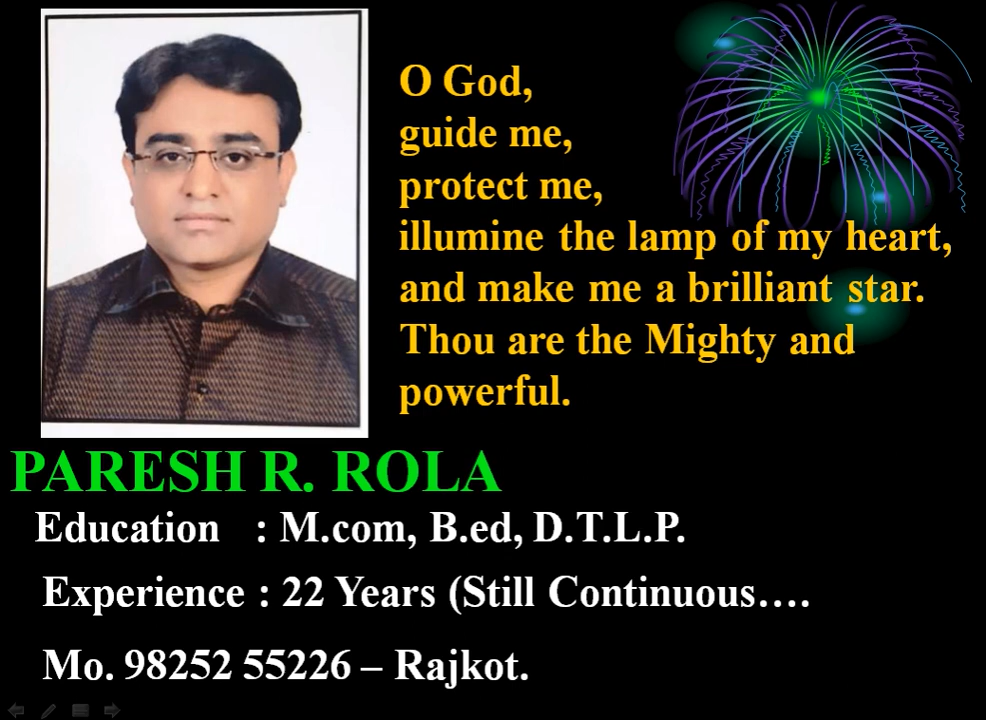 O God,
guide me,
protect me,
illumine the lamp of my heart,
and make me a brilliant star.
Thou are the Mighty and
powerful.
PARESH R. ROLA
Education : M.com, B.ed, D.T.L.P.
Experience : 22 Years (Still Continuous….
Mo. 98252 55226 – Rajkot.